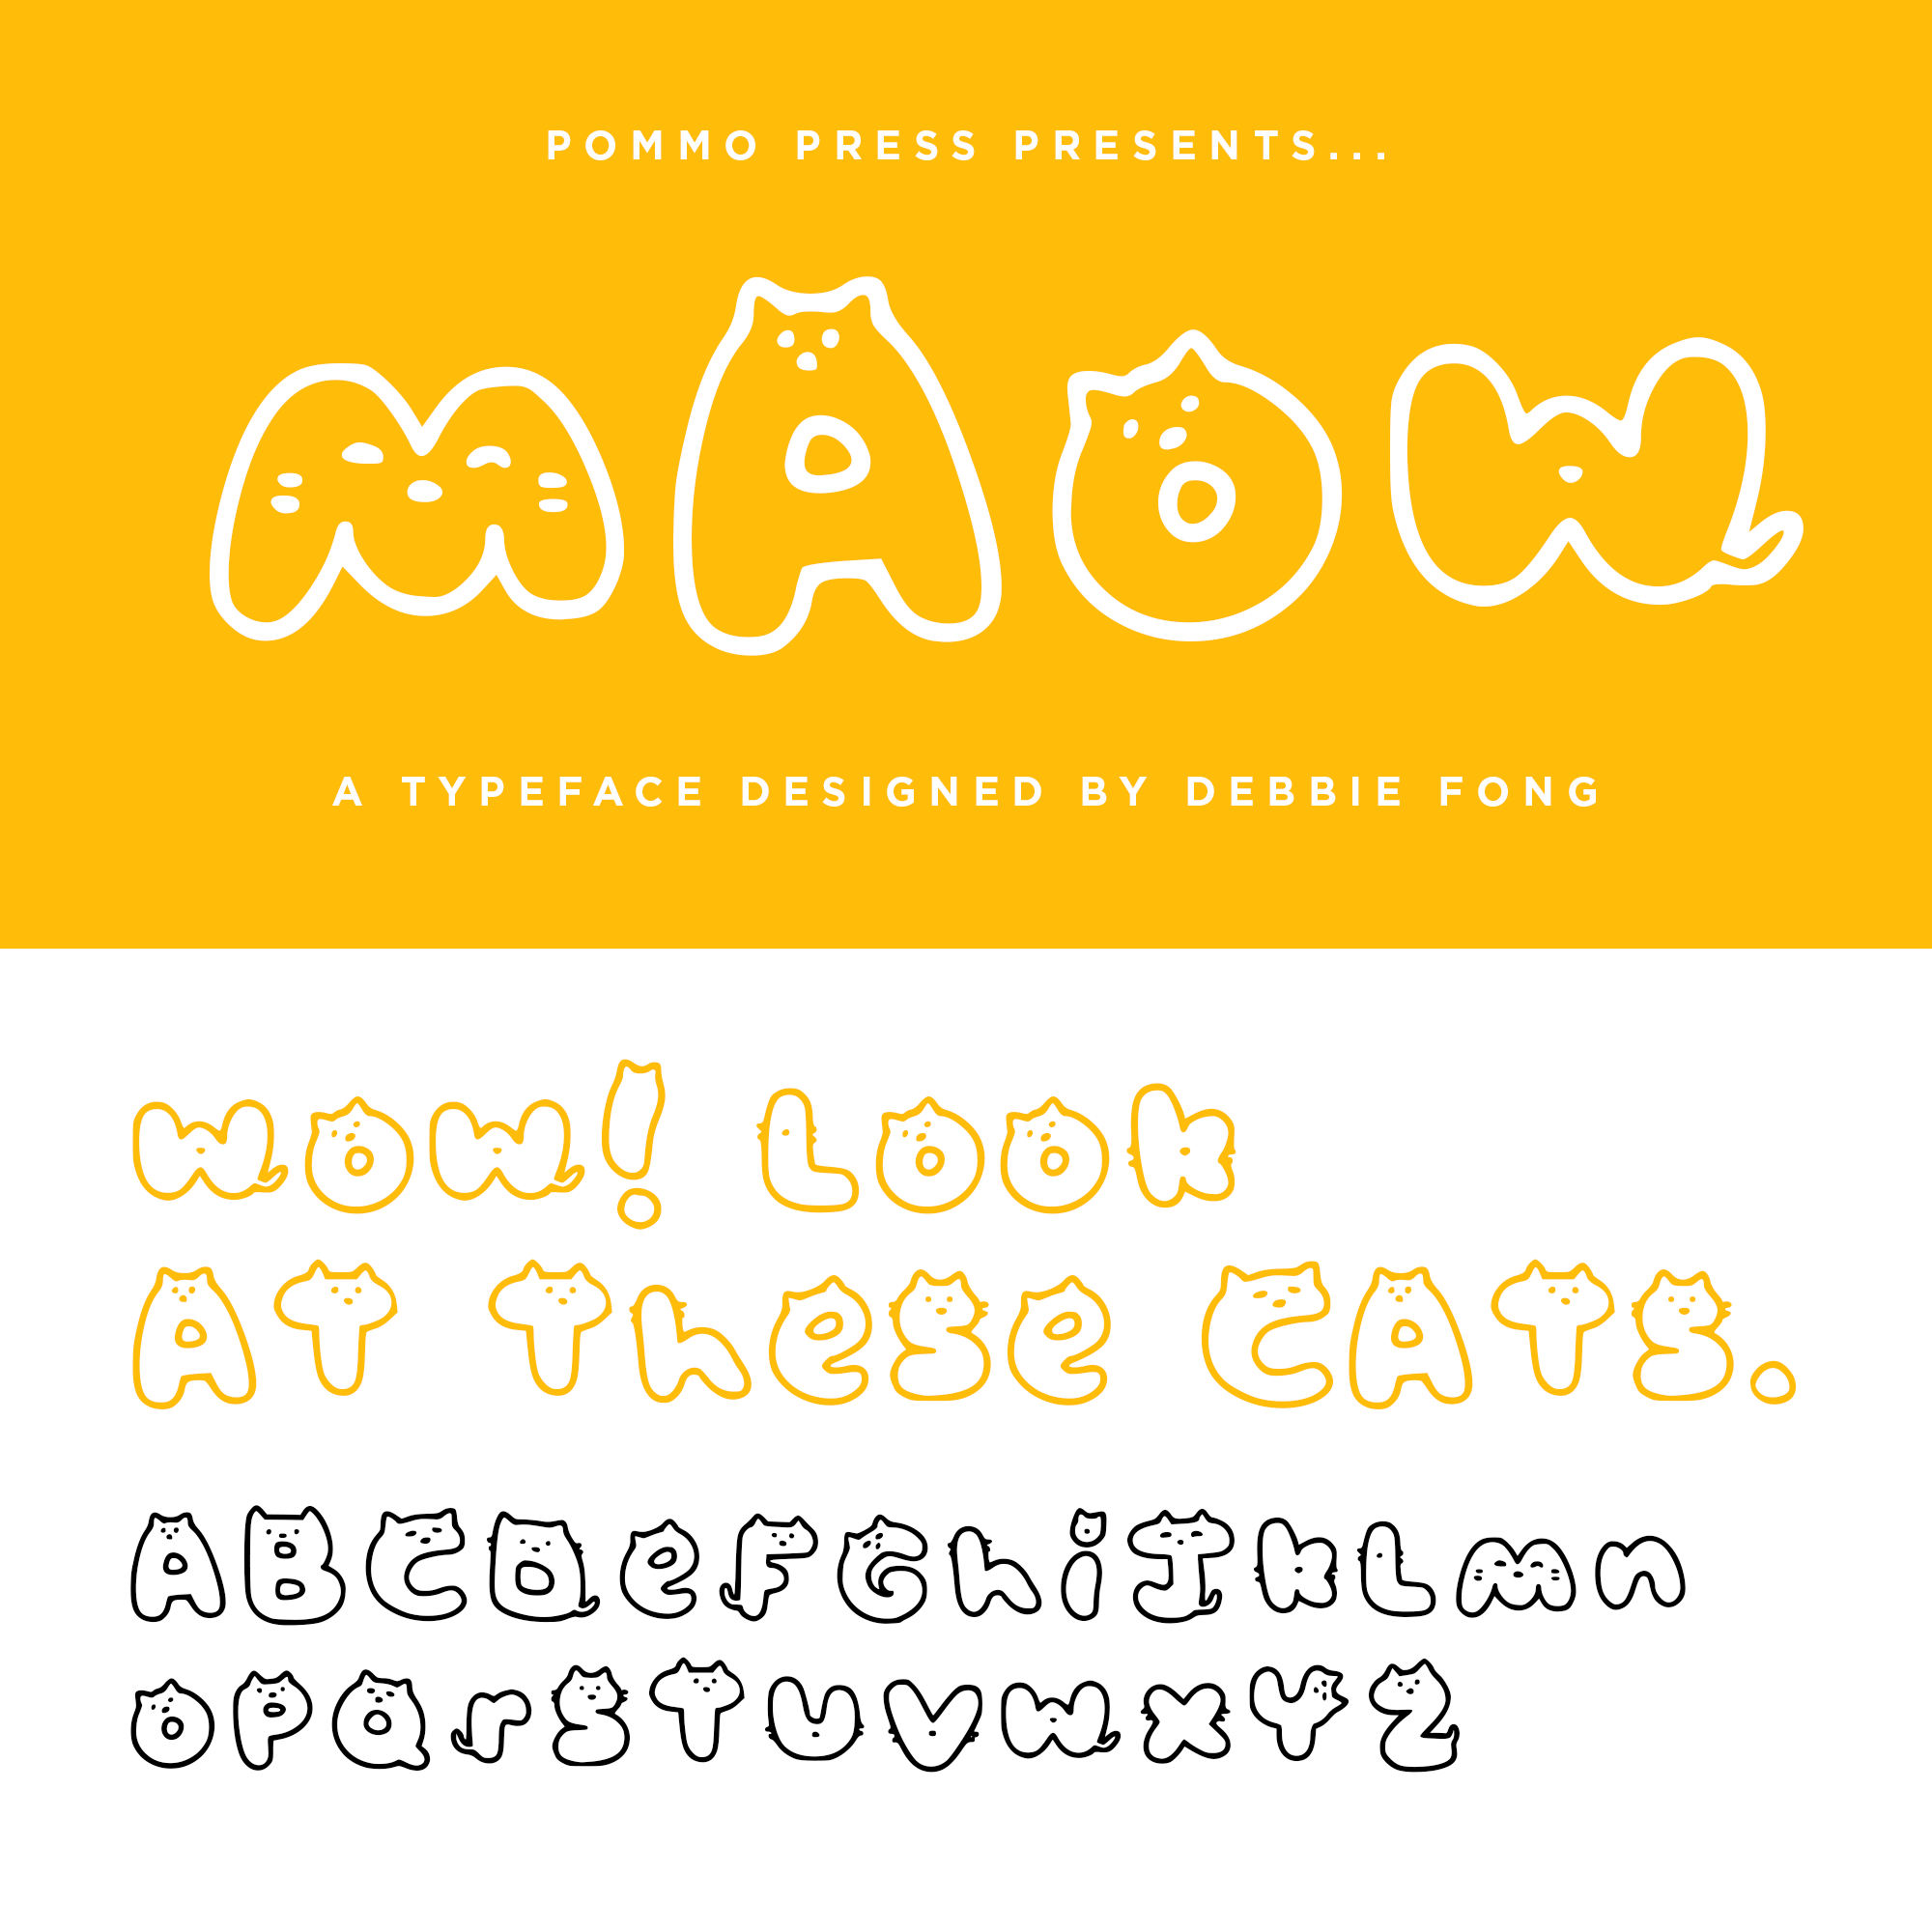 POMMO PRESS PRESENTS...
mAow
A TYPEFACE DESIGNED BY DEBBIE FONG
wow! Look
AT These CATS.
ABCDeFGhiJkLmn
oPQrsTuvwxYZ